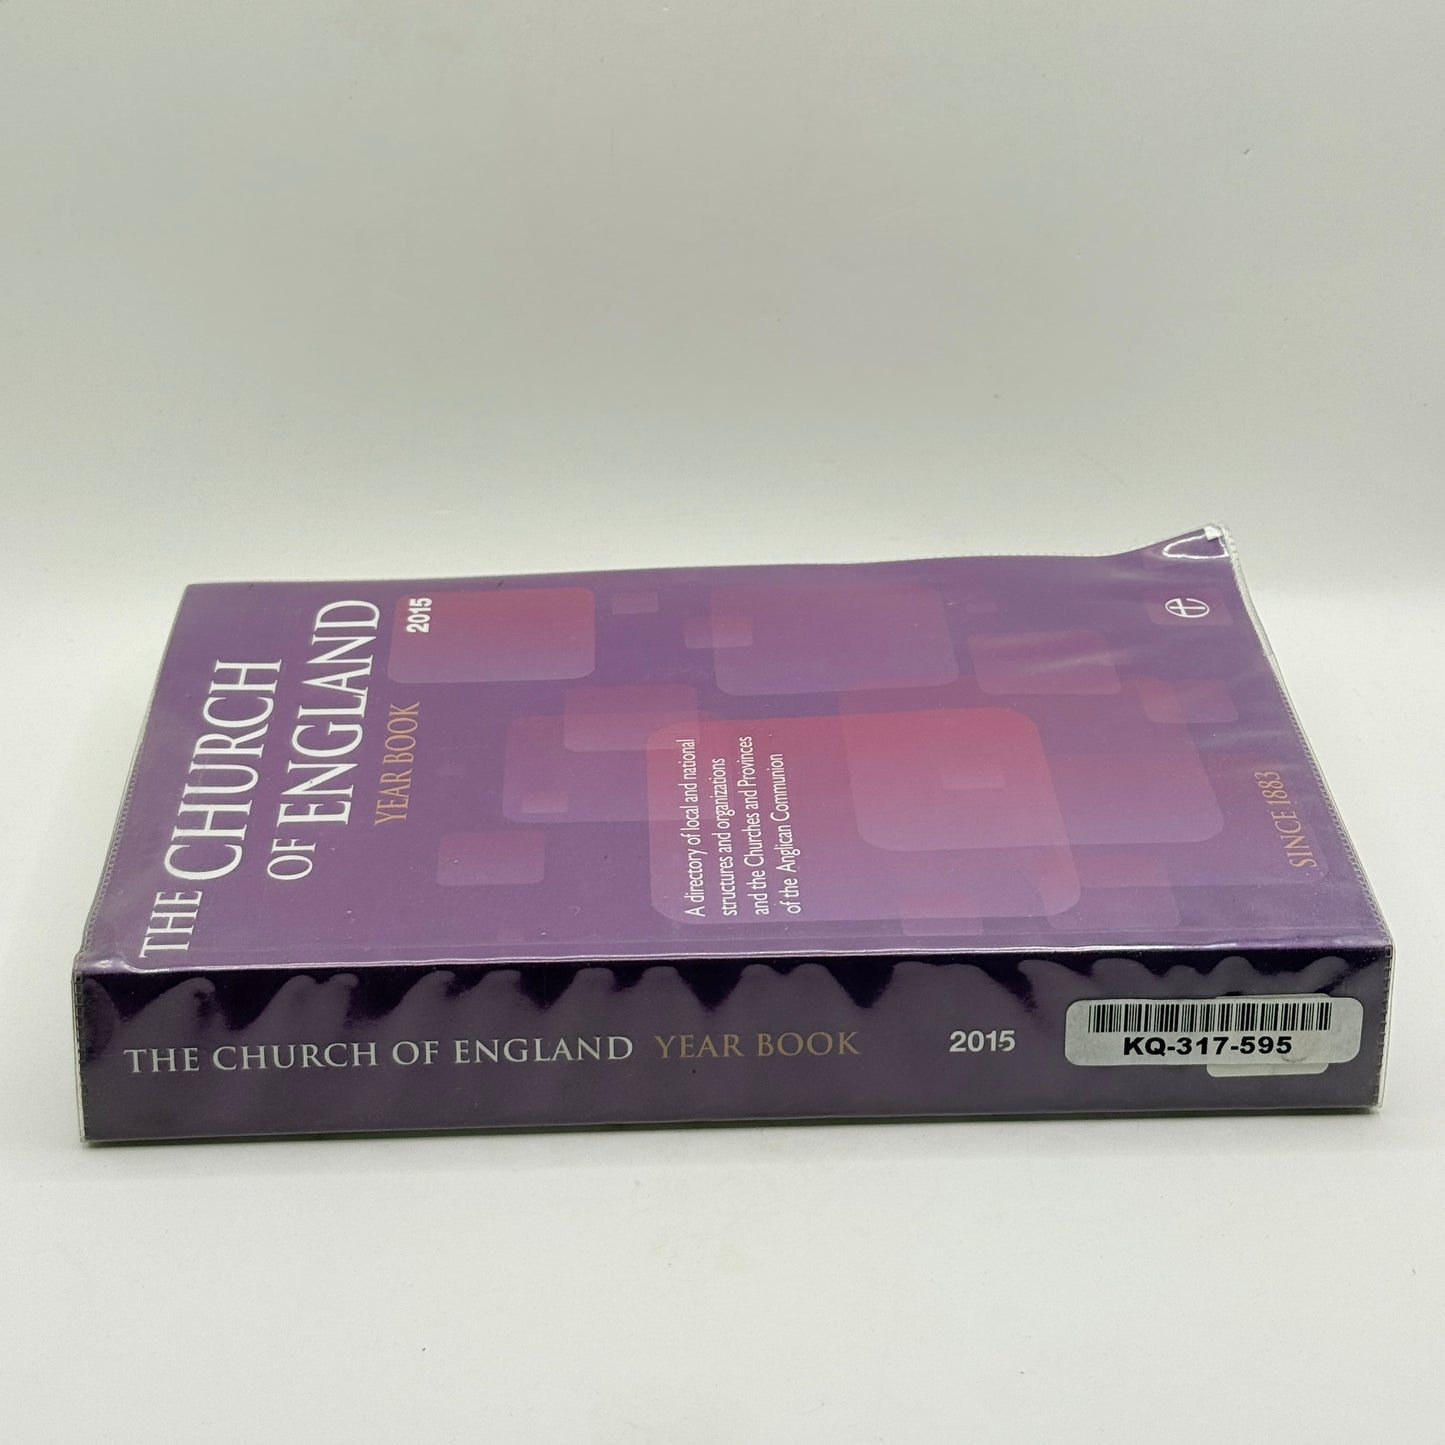 THE CHURCH
OF ENGLAND
YEAR BOOK
2015
A directory of local and national
structures and organizations
and the Churches and Provinces
of the Anglican Communion
SINCE 1883
THE CHURCH OF ENGLAND YEAR BOOK 2015
KQ-317-595